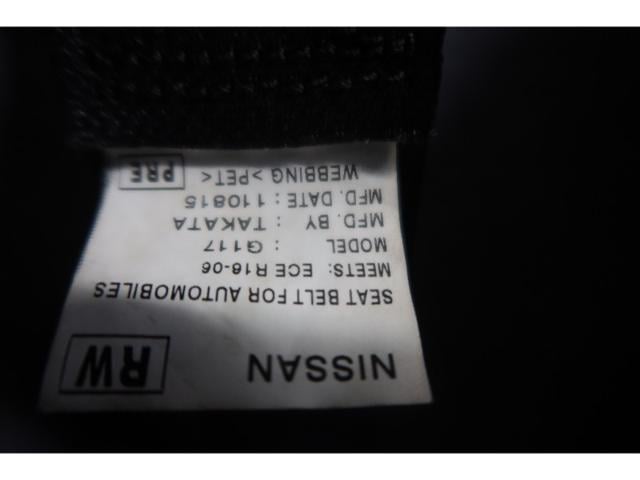 NISSAN RW
SEAT BELT FOR AUTOMOBILES
MEETS: ECE R16-06
MODEL : G117
MFD. BY : TAKATA
MFD. DATE : 110815
WEBBING >PET< PRE